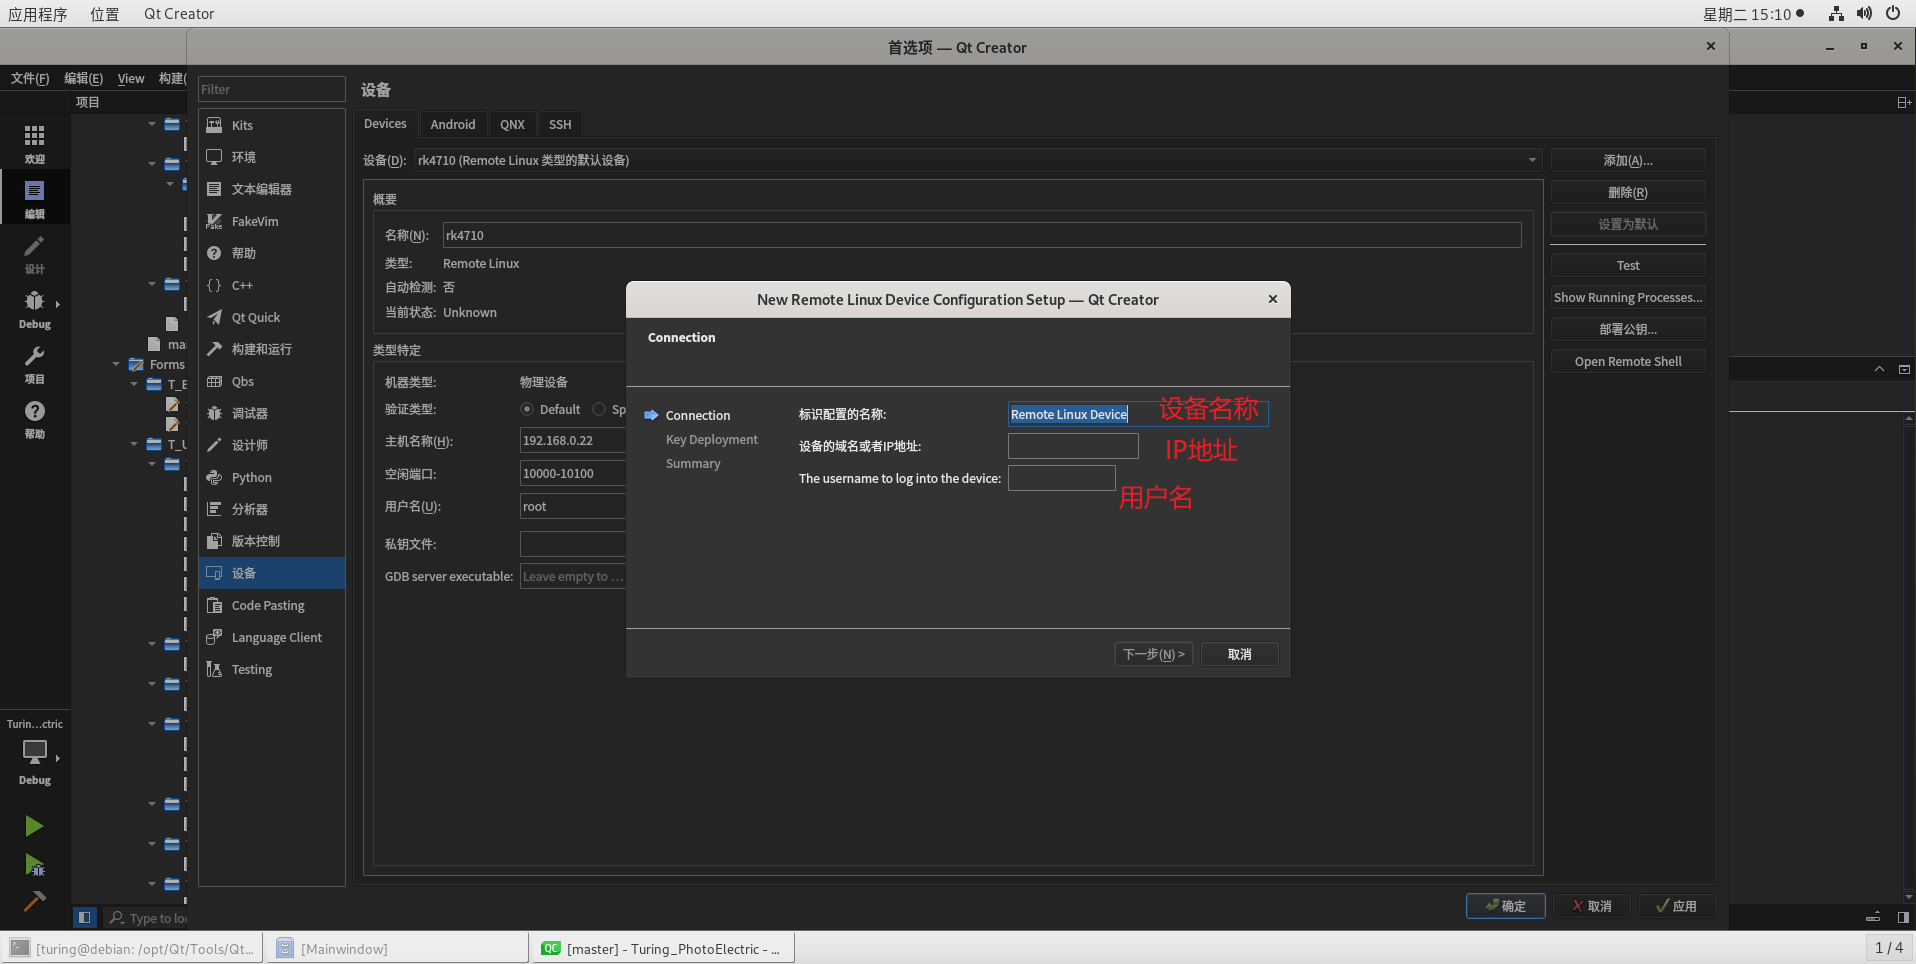 应用程序 位置 Qt Creator 星期二 15:10
首选项 — Qt Creator
文件(F) 编辑(E) View 构建(
项目
欢迎
编辑
设计
Debug
项目
帮助
Turin...ctric
Debug
mai
Forms
T_E
T_U
Type to loc
Filter
Kits
环境
文本编辑器
FakeVim
帮助
C++
Qt Quick
构建和运行
Qbs
调试器
设计师
Python
分析器
版本控制
设备
Code Pasting
Language Client
Testing
设备
Devices Android QNX SSH
设备(D): rk4710 (Remote Linux 类型的默认设备)
概要
名称(N): rk4710
类型: Remote Linux
自动检测: 否
当前状态: Unknown
类型特定
机器类型: 物理设备
验证类型: Default Sp
主机名称(H): 192.168.0.22
空闲端口: 10000-10100
用户名(U): root
私钥文件:
GDB server executable: Leave empty to ...
添加(A)...
删除(R)
设置为默认
Test
Show Running Processes...
部署公钥...
Open Remote Shell
New Remote Linux Device Configuration Setup — Qt Creator
Connection
Connection
Key Deployment
Summary
标识配置的名称: Remote Linux Device 设备名称
设备的域名或者IP地址: IP地址
The username to log into the device: 用户名
下一步(N) > 取消
确定 取消 应用
[turing@debian: /opt/Qt/Tools/Qt... [Mainwindow] QC [master] - Turing_PhotoElectric - ... 1 / 4